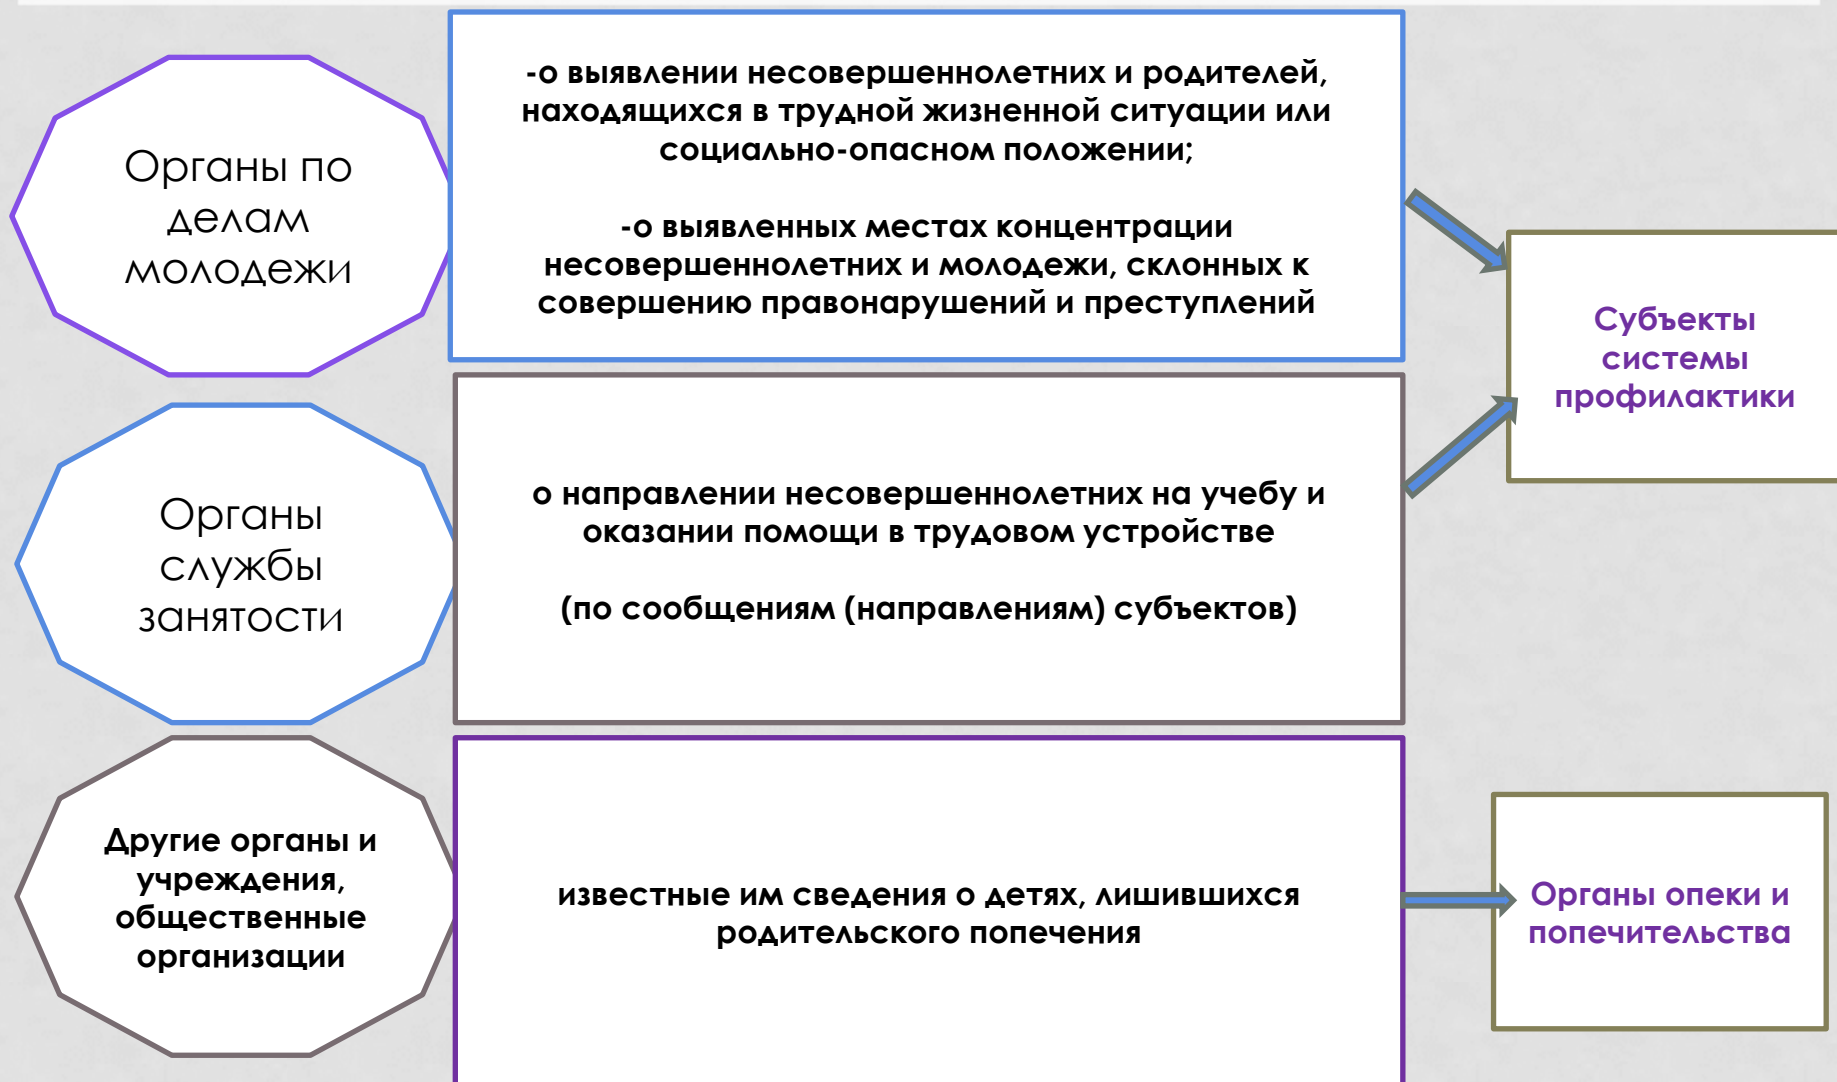 Органы по
делам
молодежи
-о выявлении несовершеннолетних и родителей,
находящихся в трудной жизненной ситуации или
социально-опасном положении;
-о выявленных местах концентрации
несовершеннолетних и молодежи, склонных к
совершению правонарушений и преступлений
Субъекты
системы
профилактики
Органы
службы
занятости
о направлении несовершеннолетних на учебу и
оказании помощи в трудовом устройстве
(по сообщениям (направлениям) субъектов)
Другие органы и
учреждения,
общественные
организации
известные им сведения о детях, лишившихся
родительского попечения
Органы опеки и
попечительства